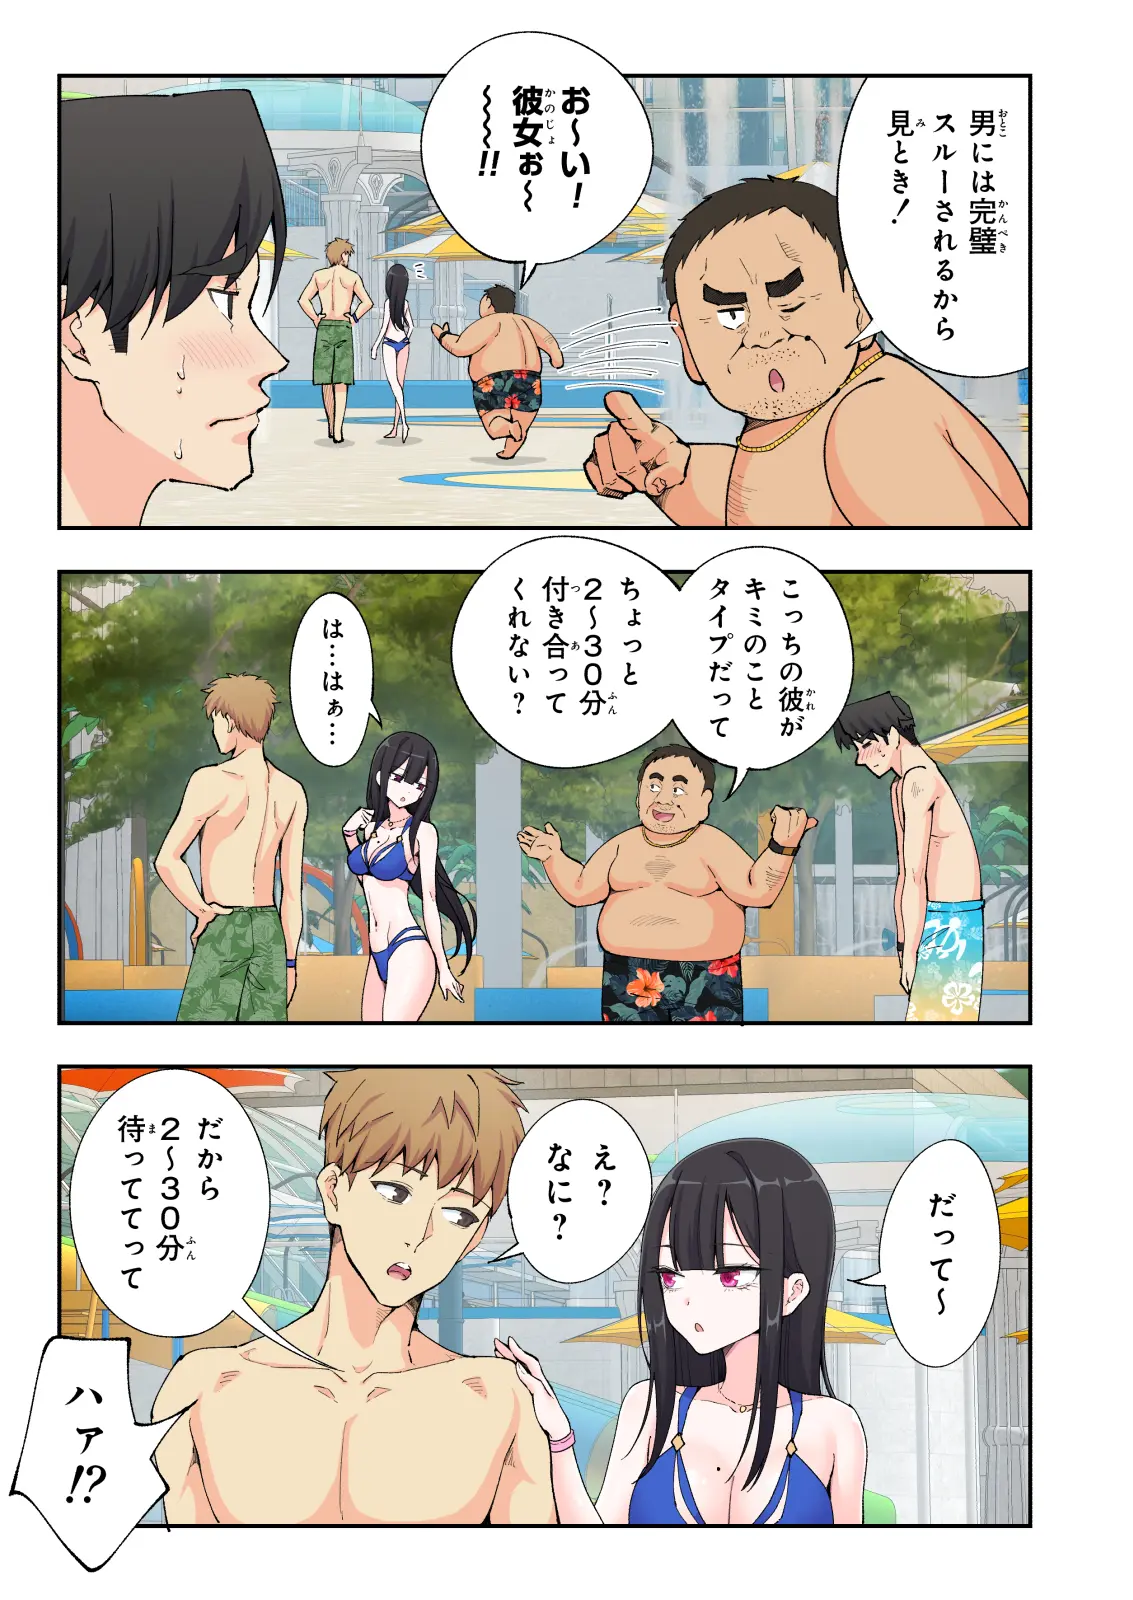 男には完璧
スルーされるから
見とき！
お〜い！
彼女ぉ〜
〜〜〜!!
こっちの彼が
キミのこと
タイプだって
ちょっと
2〜30分
付き合って
くれない？
は…はぁ…
だって〜
え？
なに？
だから
2〜30分
待っててって
ハァ!?